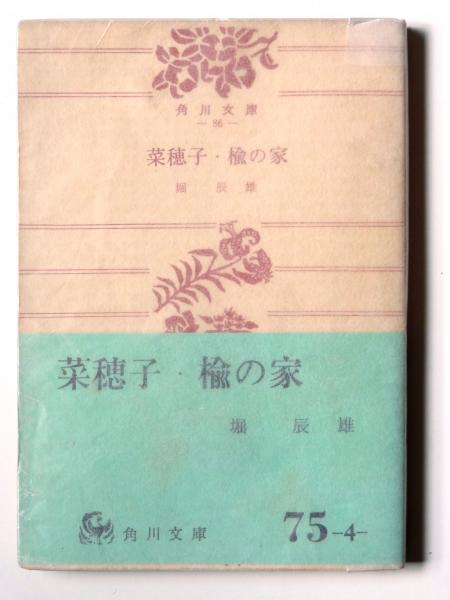 角川文庫
— 86 —
菜穂子・楡の家
堀 辰雄
菜穂子・楡の家
堀 辰 雄
角川文庫
75-4-